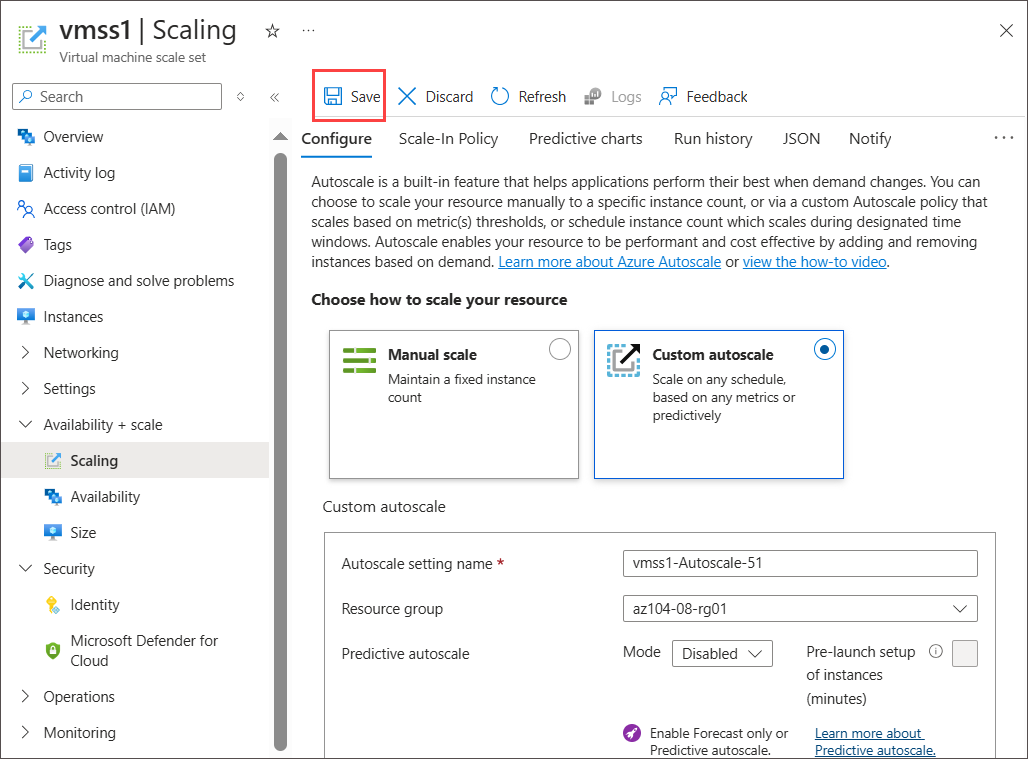 vmss1 | Scaling
Virtual machine scale set
Search
Overview
Activity log
Access control (IAM)
Tags
Diagnose and solve problems
Instances
Networking
Settings
Availability + scale
Scaling
Availability
Size
Security
Identity
Microsoft Defender for
Cloud
Operations
Monitoring
Save Discard Refresh Logs Feedback
Configure Scale-In Policy Predictive charts Run history JSON Notify
Autoscale is a built-in feature that helps applications perform their best when demand changes. You can
choose to scale your resource manually to a specific instance count, or via a custom Autoscale policy that
scales based on metric(s) thresholds, or schedule instance count which scales during designated time
windows. Autoscale enables your resource to be performant and cost effective by adding and removing
instances based on demand. Learn more about Azure Autoscale or view the how-to video.
Choose how to scale your resource
Manual scale
Maintain a fixed instance
count
Custom autoscale
Scale on any schedule,
based on any metrics or
predictively
Custom autoscale
Autoscale setting name * vmss1-Autoscale-51
Resource group az104-08-rg01
Predictive autoscale
Mode Disabled
Pre-launch setup
of instances
(minutes)
Enable Forecast only or
Predictive autoscale.
Learn more about
Predictive autoscale.